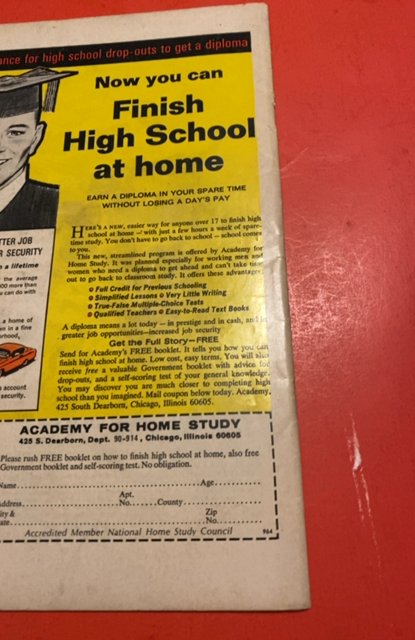 ance for high school drop-outs to get a diploma
Now you can
Finish
High School
at home
EARN A DIPLOMA IN YOUR SPARE TIME
WITHOUT LOSING A DAY'S PAY
HERE'S A NEW, easier way for anyone over 17 to finish high
school at home—with just a few hours a week of spare-
time study. You don't have to go back to school—school comes
to you.
This new, streamlined program is offered by Academy for
Home Study. It was planned especially for working men and
women who need a diploma to get ahead and can't take time
out to go back to classroom study. It offers these advantages:
Full Credit for Previous Schooling
Simplified Lessons Very Little Writing
True-False Multiple-Choice Tests
Qualified Teachers Easy-to-Read Text Books
A diploma means a lot today — in prestige and in cash, and in
greater job opportunities—increased job security
Get the Full Story—FREE
Send for Academy's FREE booklet. It tells you how you can
finish high school at home. Low cost, easy terms. You will also
receive free a valuable Government booklet with advice for
drop-outs, and a self-scoring test of your general knowledge.
You may discover you are much closer to completing high
school than you imagined. Mail coupon below today. Academy,
425 South Dearborn, Chicago, Illinois 60605.
TTER JOB
R SECURITY
e a lifetime
the average
000 more than
u can do with
a home of
en in a fine
rhood,
account
security.
ACADEMY FOR HOME STUDY
425 S. Dearborn, Dept. 90-914, Chicago, Illinois 60605
Please rush FREE booklet on how to finish high school at home, also free
Government booklet and self-scoring test. No obligation.
Name Age
Apt.
Address No. County
ity & Zip
ate No.
Accredited Member National Home Study Council 964